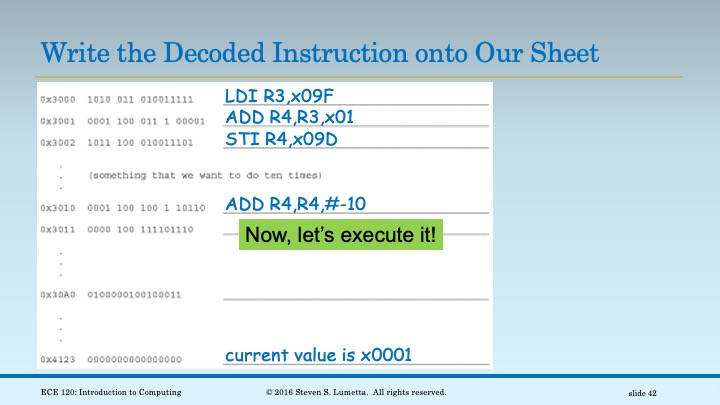 Write the Decoded Instruction onto Our Sheet
0x3000 1010 011 010011111 LDI R3,x09F
0x3001 0001 100 011 1 00001 ADD R4,R3,x01
0x3002 1011 100 010011101 STI R4,x09D
.
. (something that we want to do ten times)
.
0x3010 0001 100 100 1 10110 ADD R4,R4,#-10
0x3011 0000 100 111101110
Now, let's execute it!
.
.
.
0x30A0 0100000100100011
.
.
.
0x4123 0000000000000000 current value is x0001
ECE 120: Introduction to Computing © 2016 Steven S. Lumetta. All rights reserved. slide 42